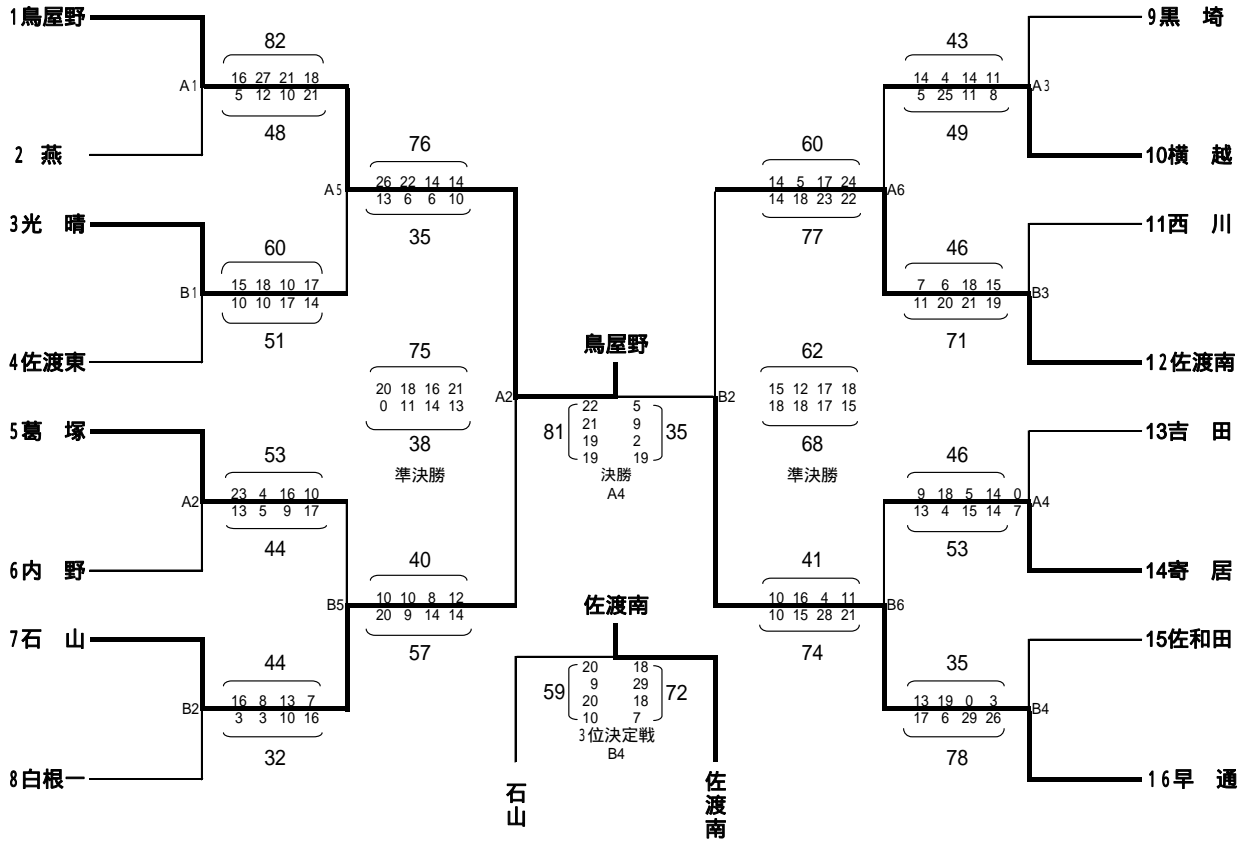 1鳥屋野
82
16 27 21 18
A1
5 12 10 21
48
2 燕
76
26 22 14 14
A5
13 6 6 10
35
3光 晴
60
15 18 10 17
B1
10 10 17 14
51
4佐渡東
75
20 18 16 21
0 11 14 13
38
準決勝
A2
5葛 塚
53
23 4 16 10
A2
13 5 9 17
44
6内 野
40
10 10 8 12
B5
20 9 14 14
57
7石 山
44
16 8 13 7
B2
3 3 10 16
32
8白根一
鳥屋野
22 5
21 9
81 35
19 2
19 19
決勝
A4
佐渡南
20 18
9 29
59 72
20 18
10 7
3位決定戦
B4
石山
佐渡南
9黒 埼
43
14 4 14 11
A3
5 25 11 8
49
10横 越
60
14 5 17 24
A6
14 18 23 22
77
11西 川
46
7 6 18 15
B3
11 20 21 19
71
12佐渡南
62
15 12 17 18
B2
18 18 17 15
68
準決勝
13吉 田
46
9 18 5 14 0
A4
13 4 15 14 7
53
14寄 居
41
10 16 4 11
B6
10 15 28 21
74
15佐和田
35
13 19 0 3
B4
17 6 29 26
78
16早 通